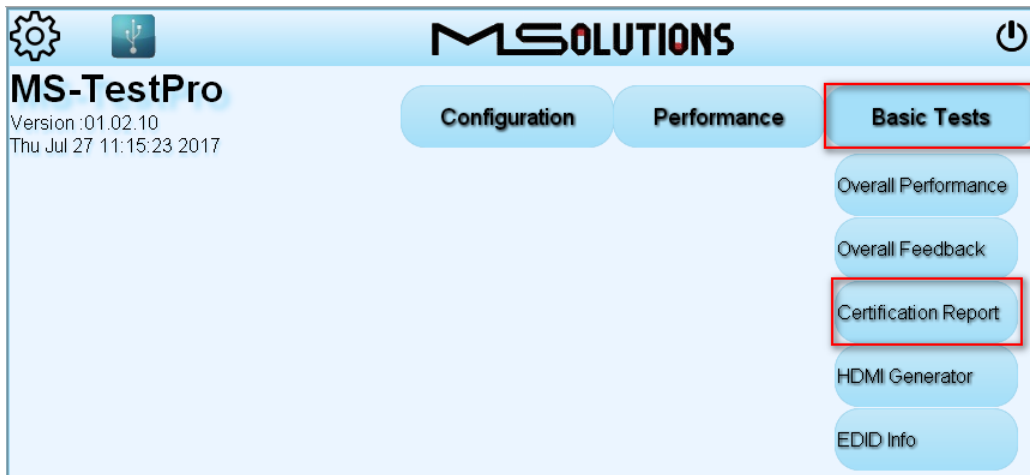 MSOLUTIONS
MS-TestPro
Version :01.02.10
Thu Jul 27 11:15:23 2017
Configuration
Performance
Basic Tests
Overall Performance
Overall Feedback
Certification Report
HDMI Generator
EDID Info